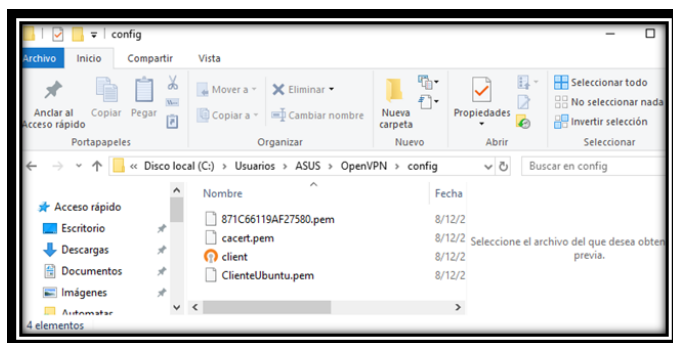 config
Archivo Inicio Compartir Vista
Anclar al Acceso rápido
Copiar
Pegar
Portapapeles
Mover a
Copiar a
Eliminar
Cambiar nombre
Organizar
Nueva carpeta
Nuevo
Propiedades
Abrir
Seleccionar todo
No seleccionar nada
Invertir selección
Seleccionar
« Disco local (C:) > Usuarios > ASUS > OpenVPN > config
Buscar en config
Acceso rápido
Escritorio
Descargas
Documentos
Imágenes
Automatas
Nombre Fecha
871C66119AF27580.pem 8/12/2
cacert.pem 8/12/2
client 8/12/2
ClienteUbuntu.pem 8/12/2
Seleccione el archivo del que desea obten
previa.
4 elementos